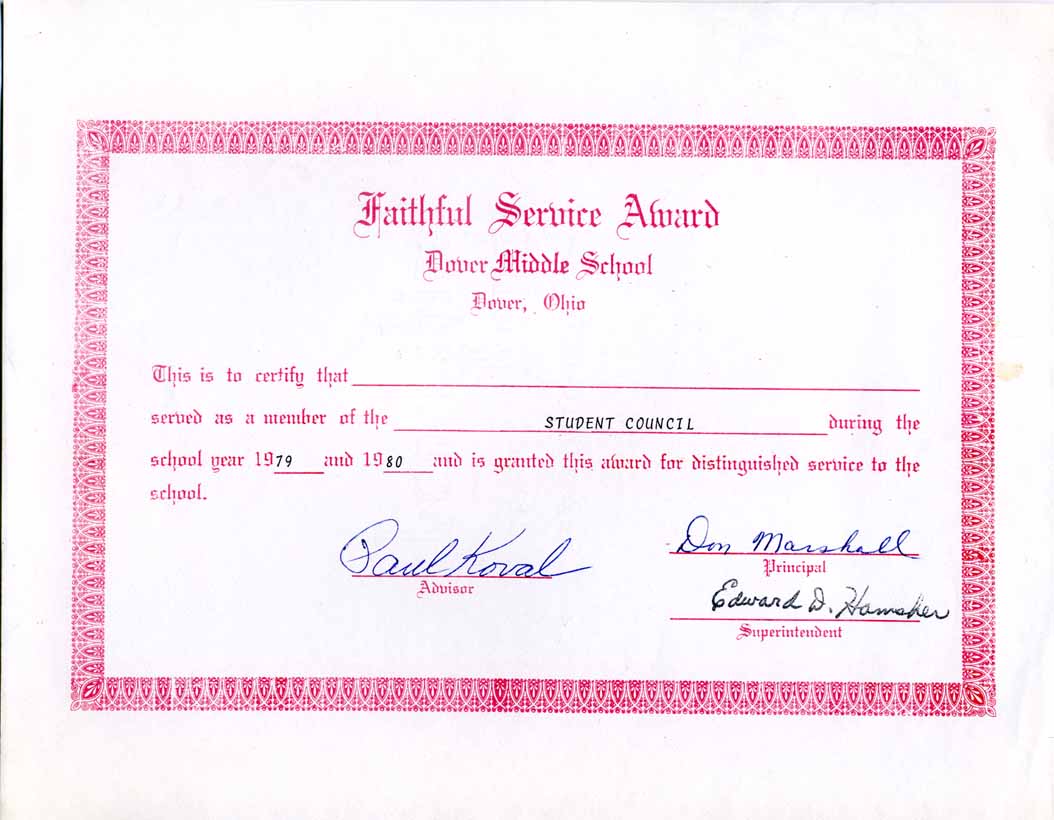 Faithful Service Award
Dover Middle School
Dover, Ohio
This is to certify that
served as a member of the STUDENT COUNCIL during the
school year 1979 and 1980 and is granted this award for distinguished service to the
school.
Paul Koval
Advisor
Don Marshall
Principal
Edward D. Hamsher
Superintendent